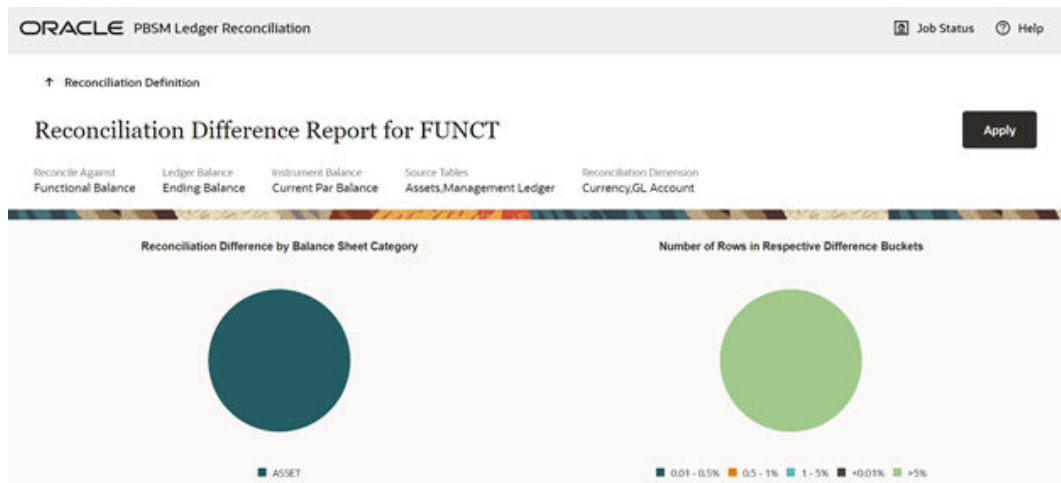 ORACLE PBSM Ledger Reconciliation
Job Status
Help
Reconciliation Definition
Reconciliation Difference Report for FUNCT
Apply
Reconcile Against Ledger Balance Instrument Balance Source Tables Reconciliation Dimension
Functional Balance Ending Balance Current Par Balance Assets,Management Ledger Currency,GL Account
Reconciliation Difference by Balance Sheet Category
Number of Rows in Respective Difference Buckets
ASSET
0.01 - 0.5% 0.5 - 1% 1 - 5% <0.01% >5%